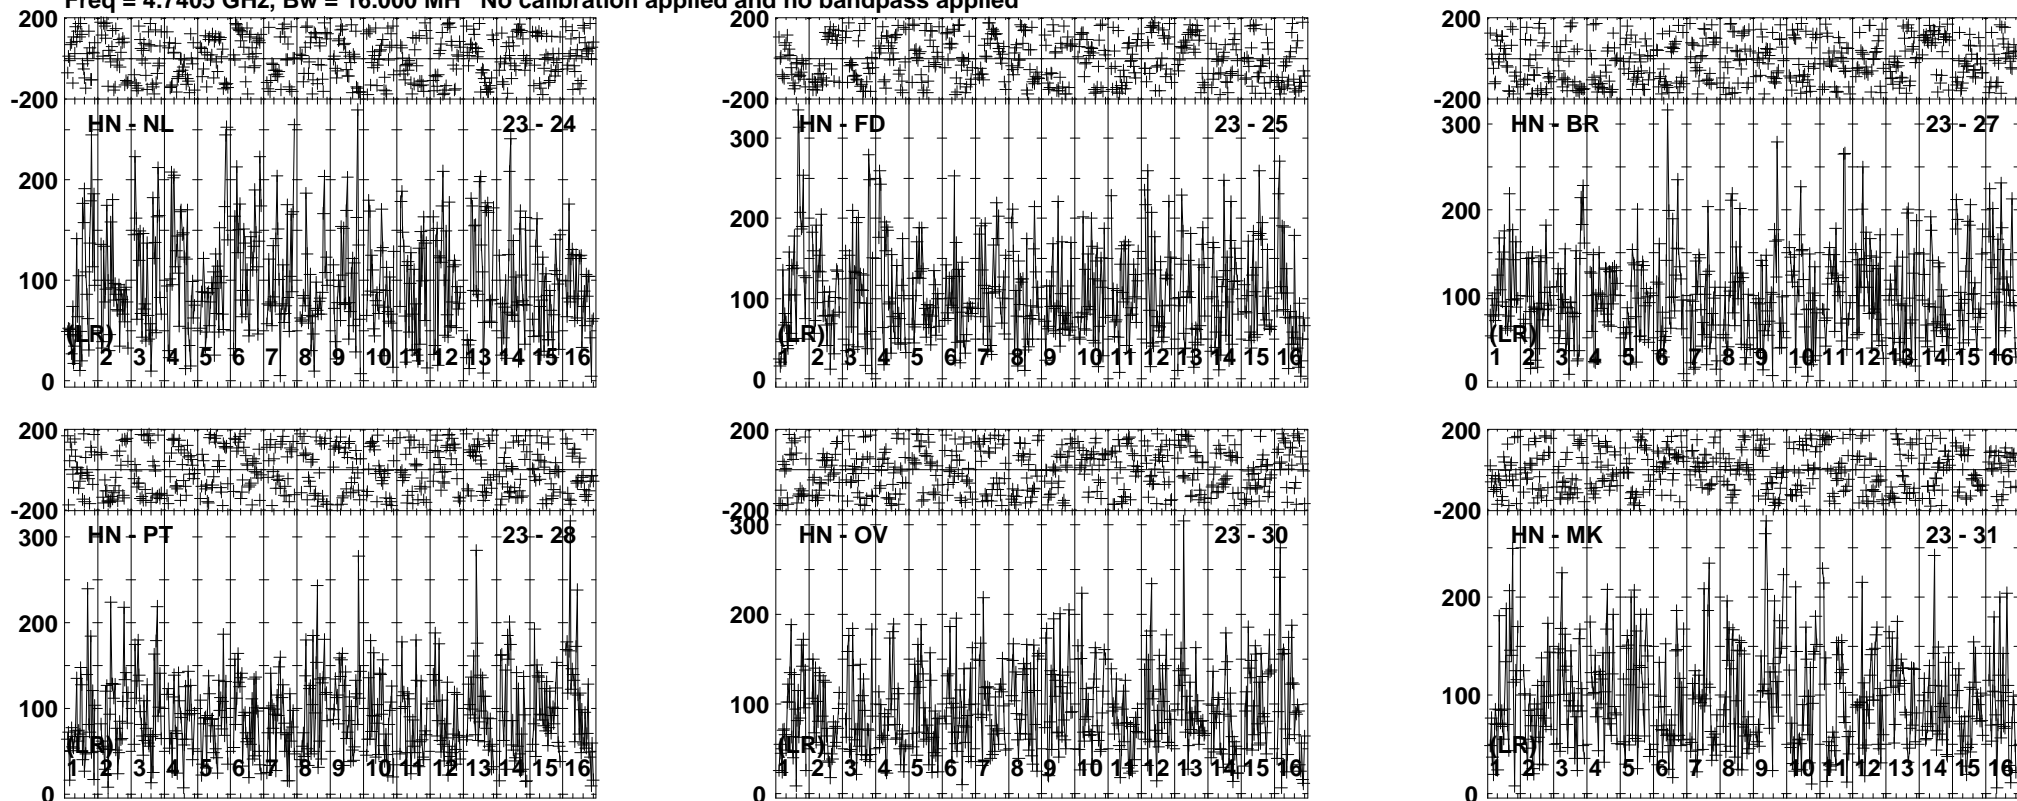 Freq = 4.7405 GHz, Bw = 16.000 MH No calibration applied and no bandpass applied
200 200 200
-200 -200 -200
HN - NL 23 - 24 HN - FD 23 - 25 HN - BR 23 - 27
300 300
200 200 200
100 100 100
(LR) (LR) (LR)
1 2 3 4 5 6 7 8 9 10 11 12 13 14 15 16 1 2 3 4 5 6 7 8 9 10 11 12 13 14 15 16 1 2 3 4 5 6 7 8 9 10 11 12 13 14 15 16
0 0 0
200 200 200
-200 -200 -200
HN - PT 23 - 28 HN - OV 23 - 30 HN - MK 23 - 31
300 300
200 200 200
100 100 100
(LR) (LR) (LR)
1 2 3 4 5 6 7 8 9 10 11 12 13 14 15 16 1 2 3 4 5 6 7 8 9 10 11 12 13 14 15 16 1 2 3 4 5 6 7 8 9 10 11 12 13 14 15 16
0 0 0